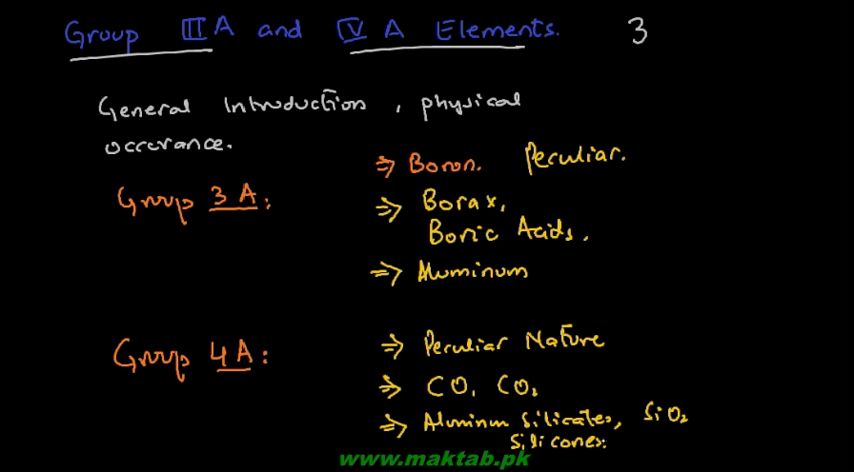 Group III A and IV A Elements. 3
General Introduction, physical
occurance.
⇒ Boron. Peculiar.
Group 3 A:
⇒ Borax,
Boric Acids.
⇒ Aluminum
Group 4 A:
⇒ Peculiar Nature
⇒ CO, CO₂
⇒ Aluminum Silicates, SiO₂
Silicones.
www.maktab.pk